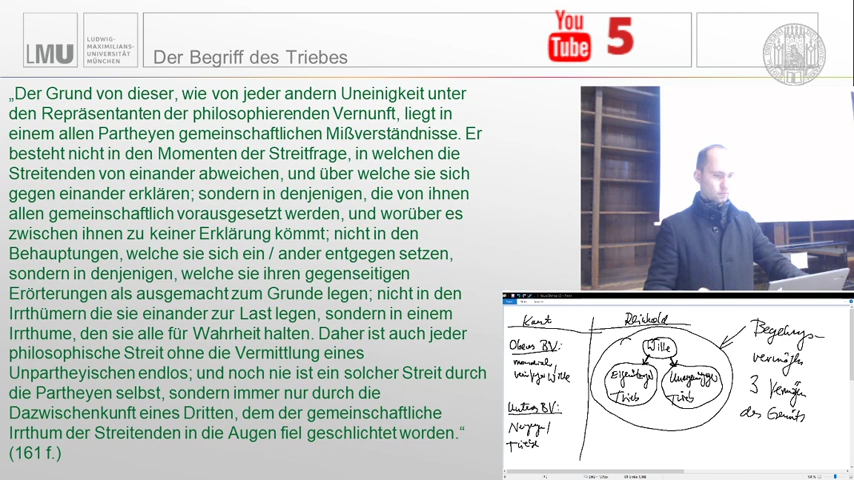 LMU
LUDWIG-
MAXIMILIANS-
UNIVERSITÄT
MÜNCHEN
Der Begriff des Triebes
You
Tube
5
„Der Grund von dieser, wie von jeder andern Uneinigkeit unter
den Repräsentanten der philosophierenden Vernunft, liegt in
einem allen Partheyen gemeinschaftlichen Mißverständnisse. Er
besteht nicht in den Momenten der Streitfrage, in welchen die
Streitenden von einander abweichen, und über welche sie sich
gegen einander erklären; sondern in denjenigen, die von ihnen
allen gemeinschaftlich vorausgesetzt werden, und worüber es
zwischen ihnen zu keiner Erklärung kömmt; nicht in den
Behauptungen, welche sie sich ein / ander entgegen setzen,
sondern in denjenigen, welche sie ihren gegenseitigen
Erörterungen als ausgemacht zum Grunde legen; nicht in den
Irrthümern die sie einander zur Last legen, sondern in einem
Irrthume, den sie alle für Wahrheit halten. Daher ist auch jeder
philosophische Streit ohne die Vermittlung eines
Unpartheyischen endlos; und noch nie ist ein solcher Streit durch
die Partheyen selbst, sondern immer nur durch die
Dazwischenkunft eines Dritten, dem der gemeinschaftliche
Irrthum der Streitenden in die Augen fiel geschlichtet worden.“
(161 f.)
Kant
Reinhold
Oberes BV:
Wille
Unteres BV:
Eigennütziger
Trieb
Uneigennütziger
Trieb
Begehrungs-
vermögen
3 Vermögen
des Gemüts